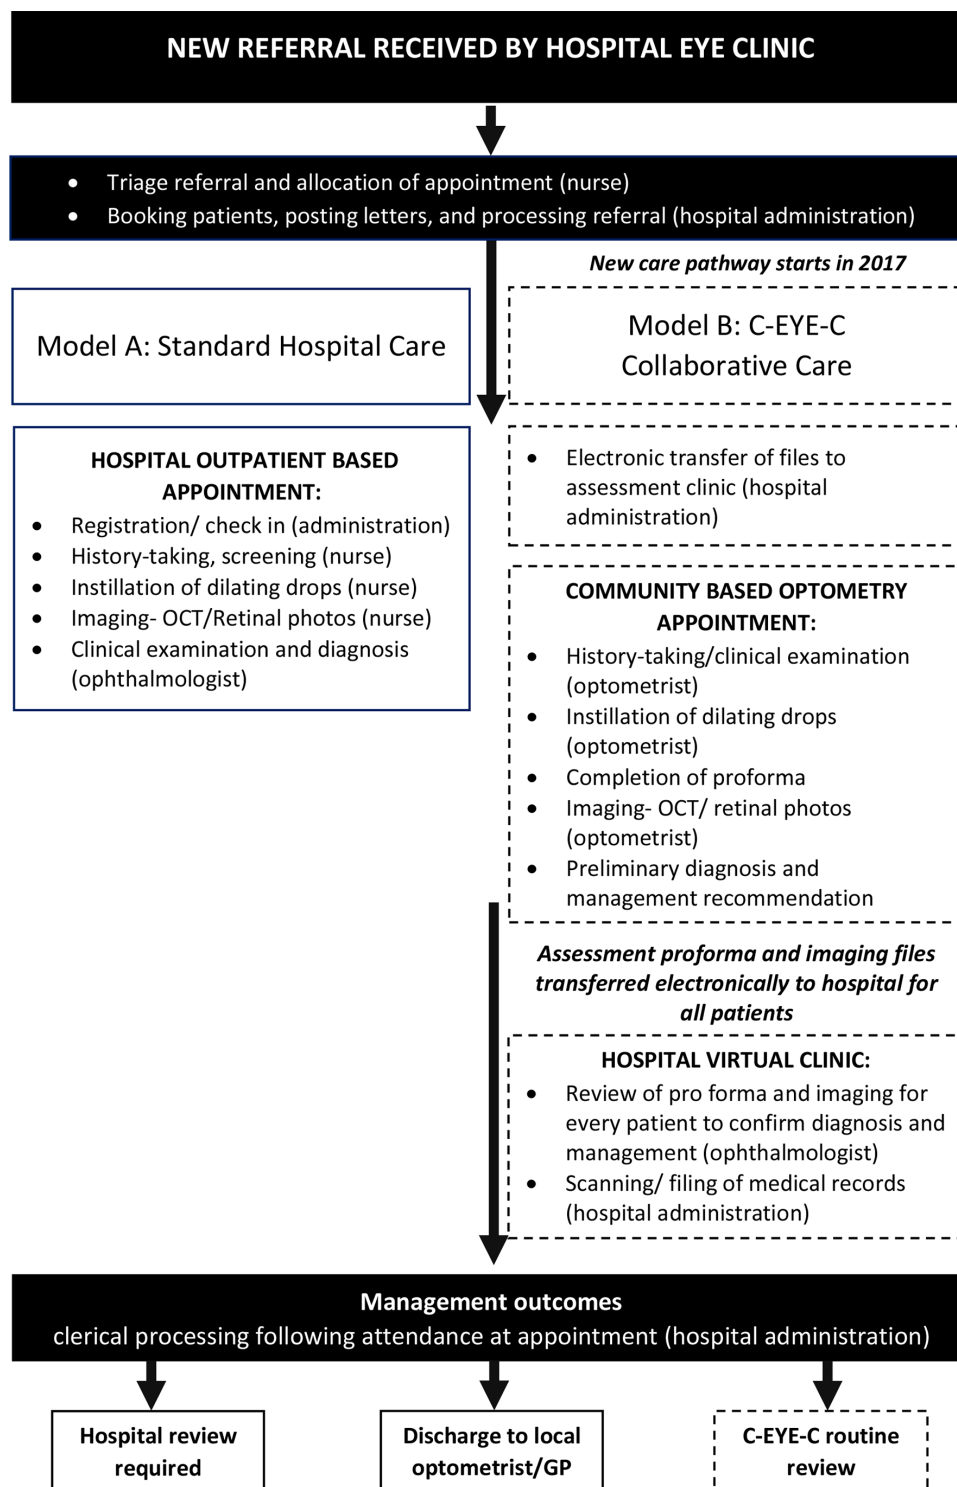 NEW REFERRAL RECEIVED BY HOSPITAL EYE CLINIC
• Triage referral and allocation of appointment (nurse)
• Booking patients, posting letters, and processing referral (hospital administration)
New care pathway starts in 2017
Model A: Standard Hospital Care
Model B: C-EYE-C
Collaborative Care
HOSPITAL OUTPATIENT BASED
APPOINTMENT:
• Registration/ check in (administration)
• History-taking, screening (nurse)
• Instillation of dilating drops (nurse)
• Imaging- OCT/Retinal photos (nurse)
• Clinical examination and diagnosis
(ophthalmologist)
• Electronic transfer of files to
assessment clinic (hospital
administration)
COMMUNITY BASED OPTOMETRY
APPOINTMENT:
• History-taking/clinical examination
(optometrist)
• Instillation of dilating drops
(optometrist)
• Completion of proforma
• Imaging- OCT/ retinal photos
(optometrist)
• Preliminary diagnosis and
management recommendation
Assessment proforma and imaging files
transferred electronically to hospital for
all patients
HOSPITAL VIRTUAL CLINIC:
• Review of pro forma and imaging for
every patient to confirm diagnosis and
management (ophthalmologist)
• Scanning/ filing of medical records
(hospital administration)
Management outcomes
clerical processing following attendance at appointment (hospital administration)
Hospital review
required
Discharge to local
optometrist/GP
C-EYE-C routine
review